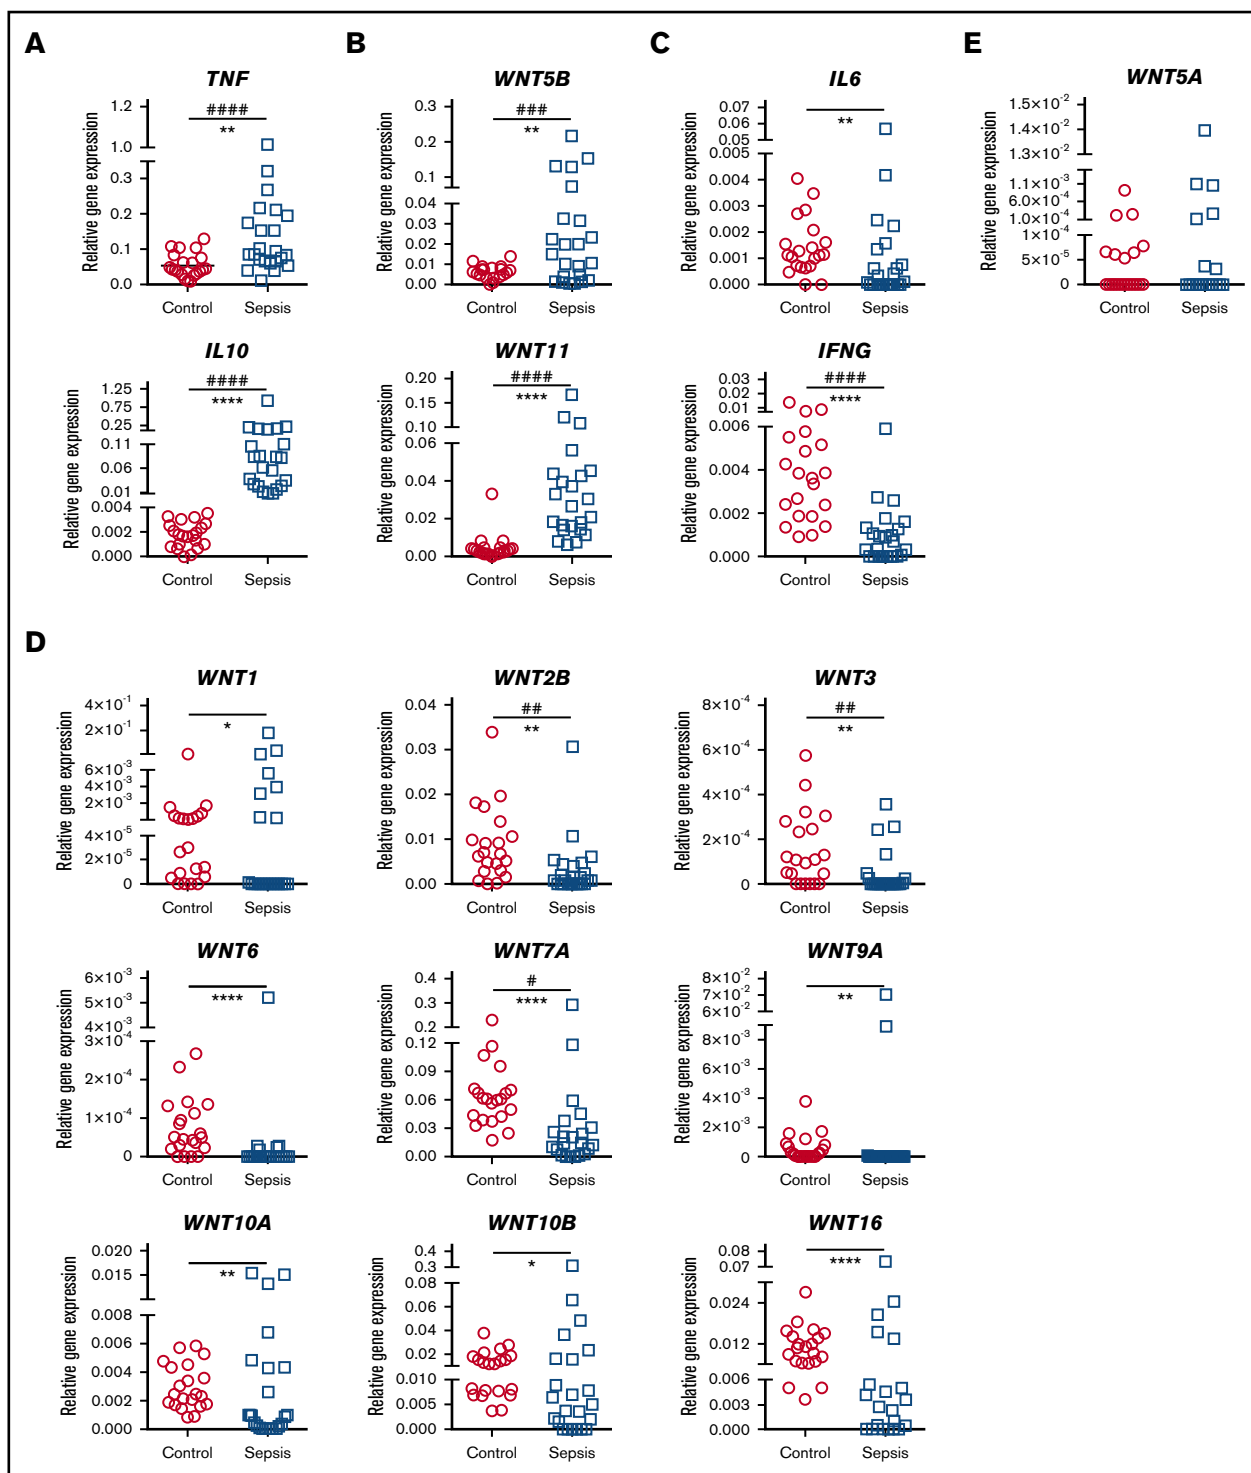 A
B
C
E
TNF
Relative gene expression
1.2
1.0
0.3
0.2
0.1
0.0
####
**
Control
Sepsis
WNT5B
Relative gene expression
0.3
0.2
0.1
0.04
0.03
0.02
0.01
0.00
###
**
Control
Sepsis
IL6
Relative gene expression
0.07
0.06
0.05
0.005
0.004
0.003
0.002
0.001
0.000
**
Control
Sepsis
WNT5A
Relative gene expression
1.5×10⁻²
1.4×10⁻²
1.3×10⁻²
1.1×10⁻³
6.0×10⁻⁴
1.0×10⁻⁴
1×10⁻⁴
5×10⁻⁵
0
Control
Sepsis
IL10
Relative gene expression
1.25
0.75
0.25
0.11
0.06
0.01
0.004
0.002
0.000
####
****
Control
Sepsis
WNT11
Relative gene expression
0.20
0.15
0.10
0.06
0.04
0.02
0.00
####
****
Control
Sepsis
IFNG
Relative gene expression
0.03
0.02
0.01
0.006
0.004
0.002
0.000
####
****
Control
Sepsis
D
WNT1
Relative gene expression
4×10⁻¹
2×10⁻¹
6×10⁻³
4×10⁻³
2×10⁻³
4×10⁻⁵
2×10⁻⁵
0
*
Control
Sepsis
WNT2B
Relative gene expression
0.04
0.03
0.02
0.01
0.00
##
**
Control
Sepsis
WNT3
Relative gene expression
8×10⁻⁴
6×10⁻⁴
4×10⁻⁴
2×10⁻⁴
0
##
**
Control
Sepsis
WNT6
Relative gene expression
6×10⁻³
5×10⁻³
4×10⁻³
3×10⁻⁴
2×10⁻⁴
1×10⁻⁴
0
****
Control
Sepsis
WNT7A
Relative gene expression
0.4
0.3
0.2
0.12
0.09
0.06
0.03
0.00
#
****
Control
Sepsis
WNT9A
Relative gene expression
8×10⁻²
7×10⁻²
6×10⁻²
8×10⁻³
6×10⁻³
4×10⁻³
2×10⁻³
0
**
Control
Sepsis
WNT10A
Relative gene expression
0.020
0.015
0.008
0.006
0.004
0.002
0.000
**
Control
Sepsis
WNT10B
Relative gene expression
0.4
0.3
0.08
0.06
0.04
0.02
0.010
0.005
0.000
*
Control
Sepsis
WNT16
Relative gene expression
0.08
0.07
0.024
0.012
0.006
0.003
0.000
****
Control
Sepsis